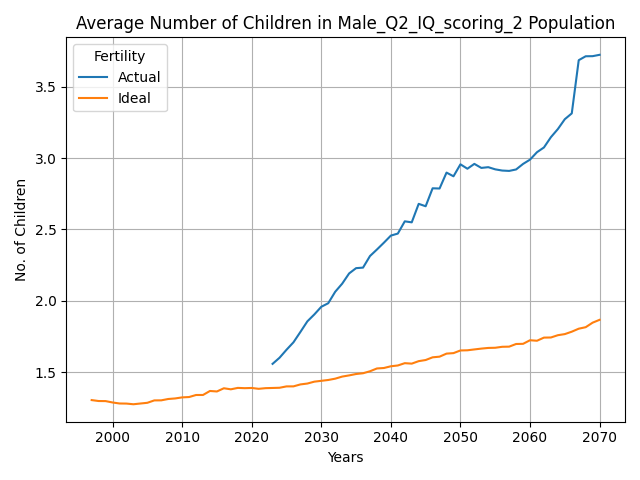 Average Number of Children in Male_Q2_IQ_scoring_2 Population
Fertility
Actual
Ideal
No. of Children
3.5
3.0
2.5
2.0
1.5
2000 2010 2020 2030 2040 2050 2060 2070
Years